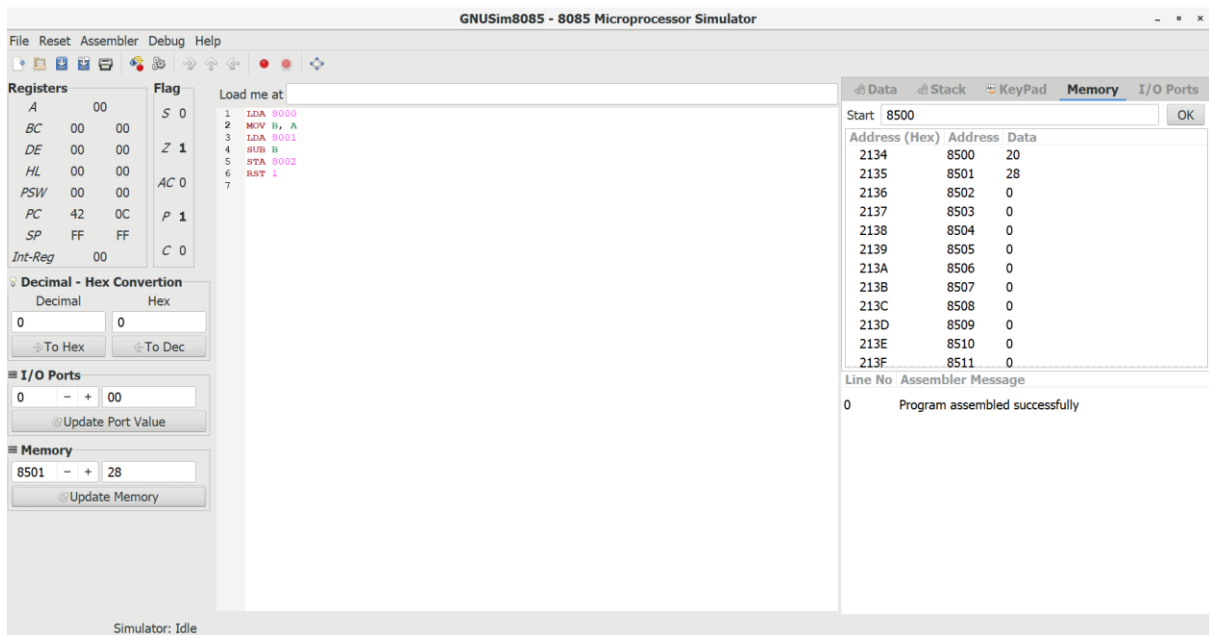 GNUSim8085 - 8085 Microprocessor Simulator
File Reset Assembler Debug Help
Registers
A 00
BC 00 00
DE 00 00
HL 00 00
PSW 00 00
PC 42 0C
SP FF FF
Int-Reg 00
Flag
S 0
Z 1
AC 0
P 1
C 0
Decimal - Hex Convertion
Decimal Hex
0 0
To Hex To Dec
I/O Ports
0 - + 00
Update Port Value
Memory
8501 - + 28
Update Memory
Load me at
1 LDA 8000
2 MOV B, A
3 LDA 8001
4 SUB B
5 STA 8002
6 RST 1
7
Data Stack KeyPad Memory I/O Ports
Start 8500 OK
Address (Hex) Address Data
2134 8500 20
2135 8501 28
2136 8502 0
2137 8503 0
2138 8504 0
2139 8505 0
213A 8506 0
213B 8507 0
213C 8508 0
213D 8509 0
213E 8510 0
213F 8511 0
Line No Assembler Message
0 Program assembled successfully
Simulator: Idle